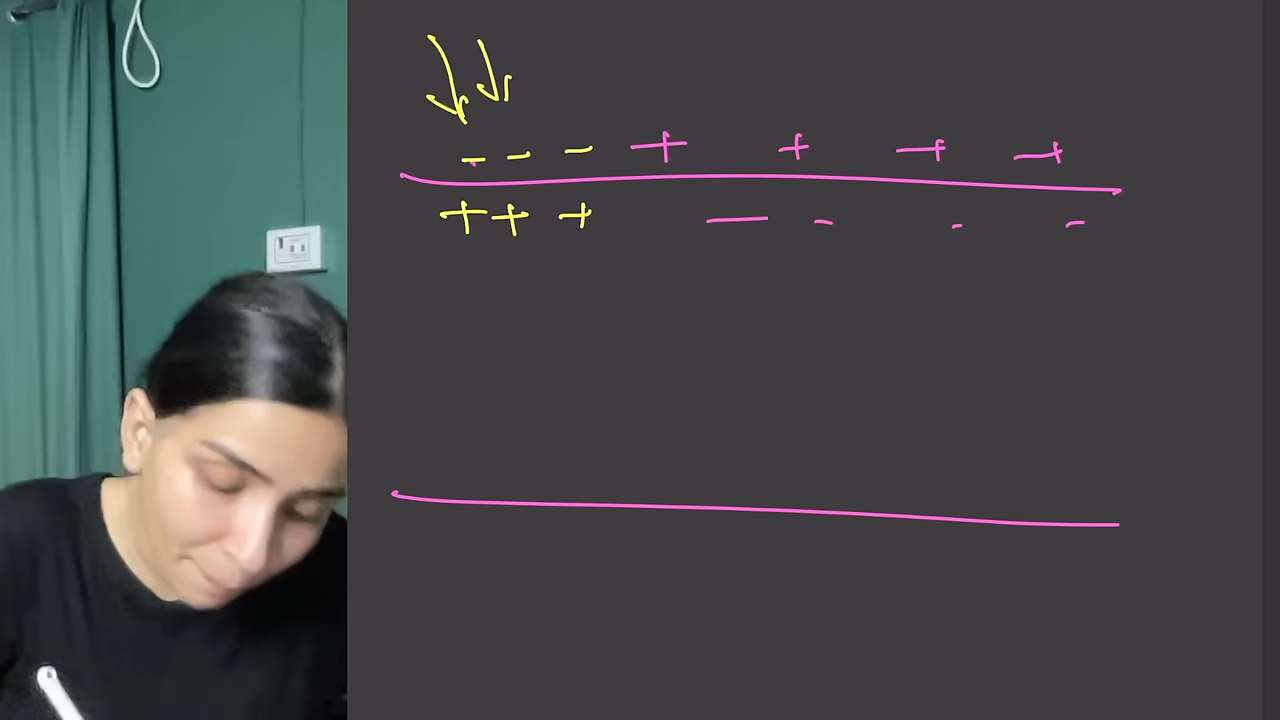 - - - + + + +
+ + + - - - -